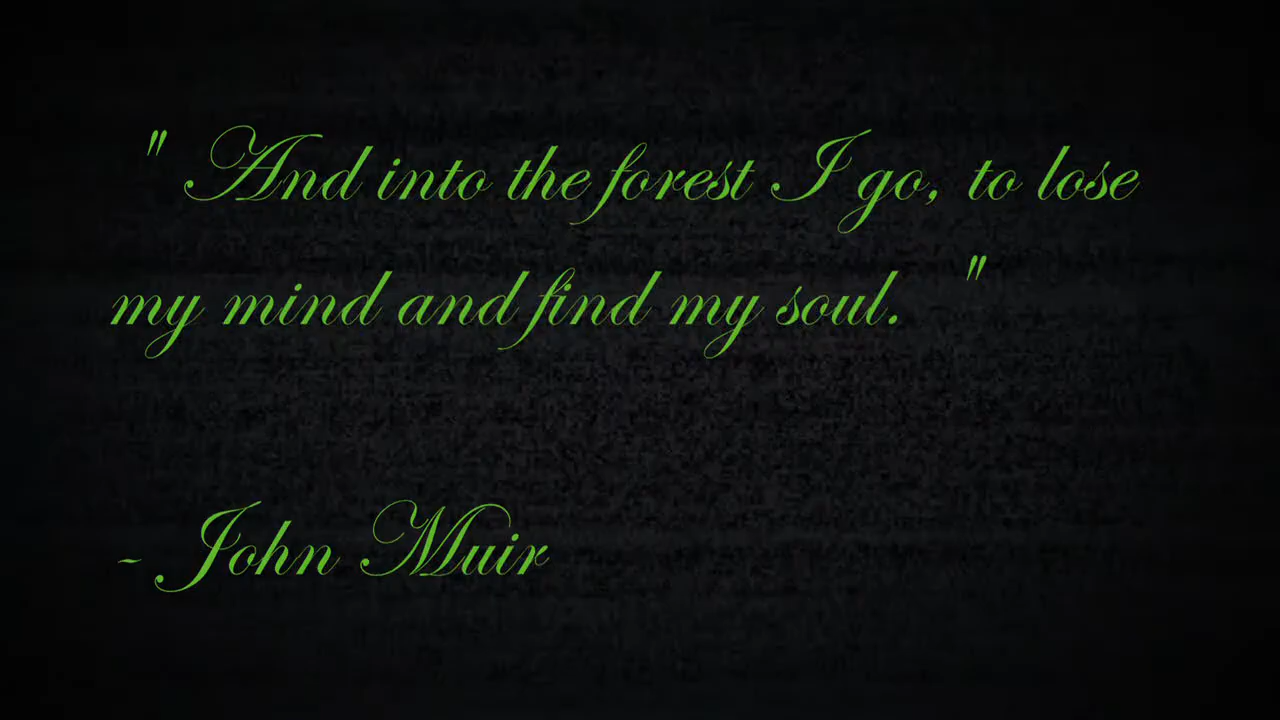 " And into the forest I go, to lose
my mind and find my soul. "
- John Muir